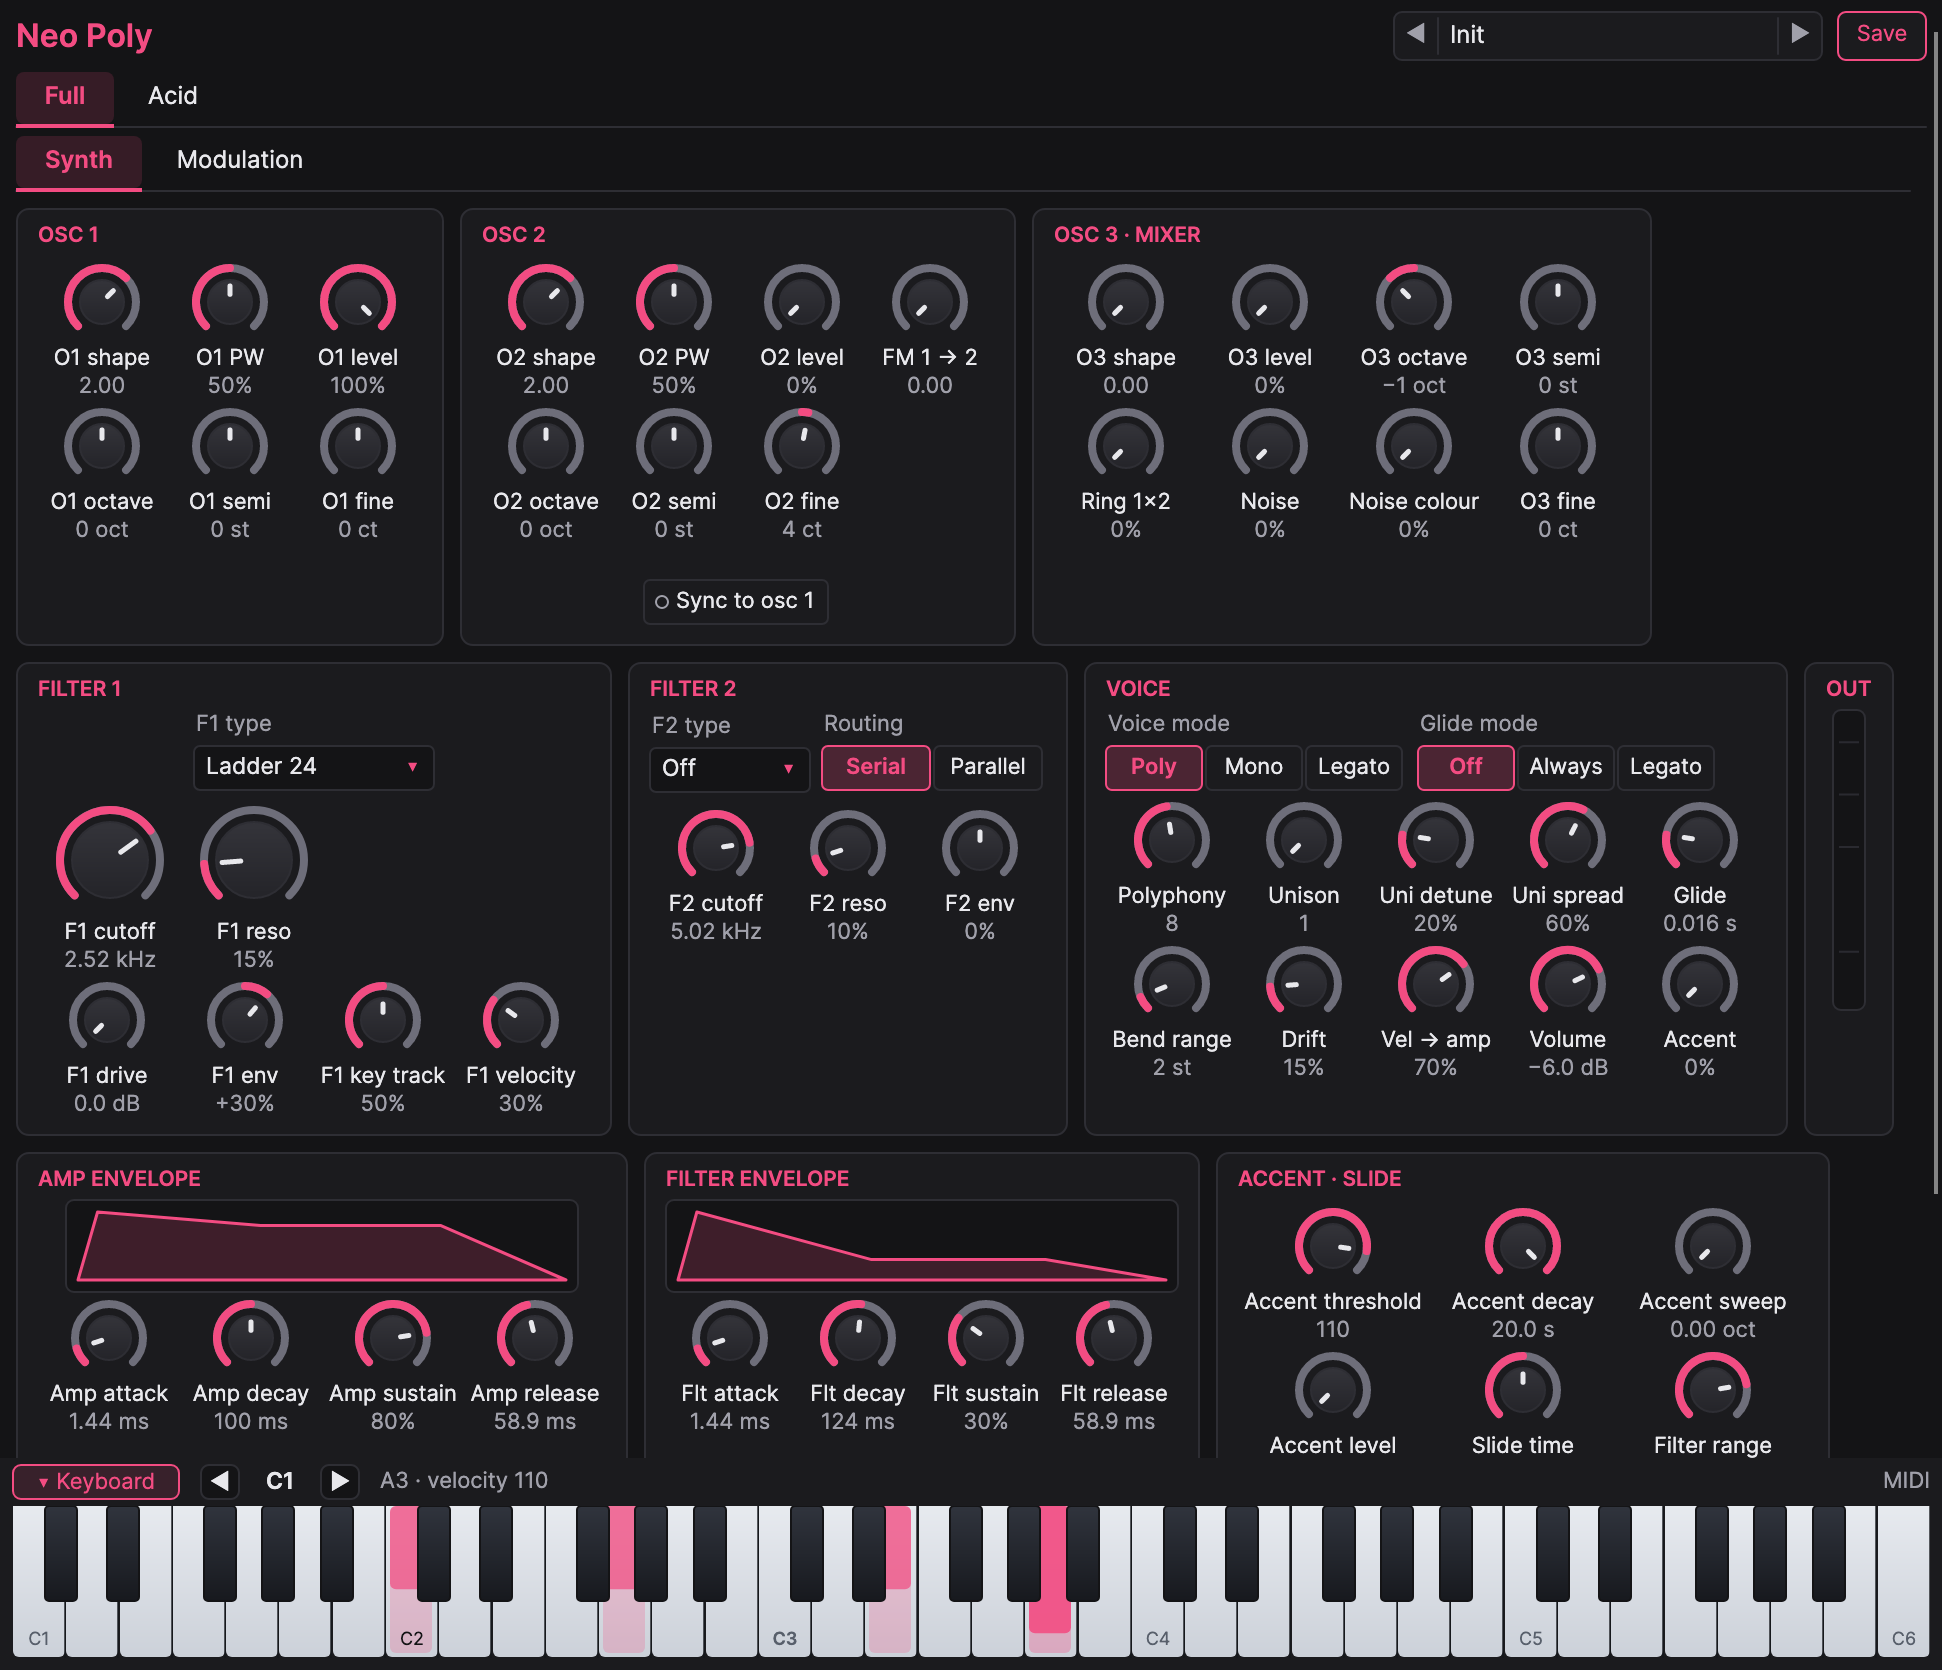 Neo Poly
◀ Init ▶ Save
Full Acid
Synth Modulation
OSC 1
O1 shape O1 PW O1 level
2.00 50% 100%
O1 octave O1 semi O1 fine
0 oct 0 st 0 ct
OSC 2
O2 shape O2 PW O2 level FM 1 → 2
2.00 50% 0% 0.00
O2 octave O2 semi O2 fine
0 oct 0 st 4 ct
Sync to osc 1
OSC 3 · MIXER
O3 shape O3 level O3 octave O3 semi
0.00 0% −1 oct 0 st
Ring 1×2 Noise Noise colour O3 fine
0% 0% 0% 0 ct
FILTER 1
F1 type
Ladder 24
F1 cutoff F1 reso
2.52 kHz 15%
F1 drive F1 env F1 key track F1 velocity
0.0 dB +30% 50% 30%
FILTER 2
F2 type Routing
Off Serial Parallel
F2 cutoff F2 reso F2 env
5.02 kHz 10% 0%
VOICE
Voice mode Glide mode
Poly Mono Legato Off Always Legato
Polyphony Unison Uni detune Uni spread Glide
8 1 20% 60% 0.016 s
Bend range Drift Vel → amp Volume Accent
2 st 15% 70% −6.0 dB 0%
OUT
AMP ENVELOPE
Amp attack Amp decay Amp sustain Amp release
1.44 ms 100 ms 80% 58.9 ms
FILTER ENVELOPE
Flt attack Flt decay Flt sustain Flt release
1.44 ms 124 ms 30% 58.9 ms
ACCENT · SLIDE
Accent threshold Accent decay Accent sweep
110 20.0 s 0.00 oct
Accent level Slide time Filter range
▾ Keyboard ◀ C1 ▶ A3 · velocity 110 MIDI
C1 C2 C3 C4 C5 C6